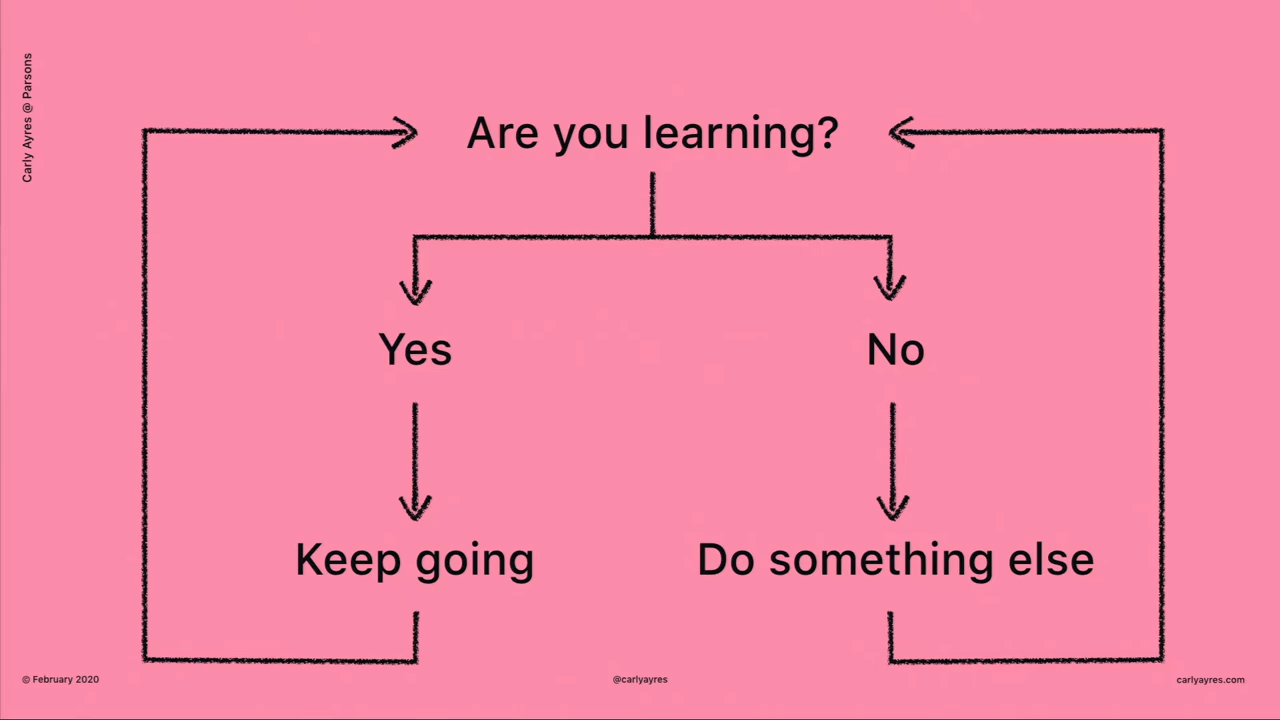 Carly Ayres @ Parsons
Are you learning?
Yes
No
Keep going
Do something else
© February 2020
@carlyayres
carlyayres.com